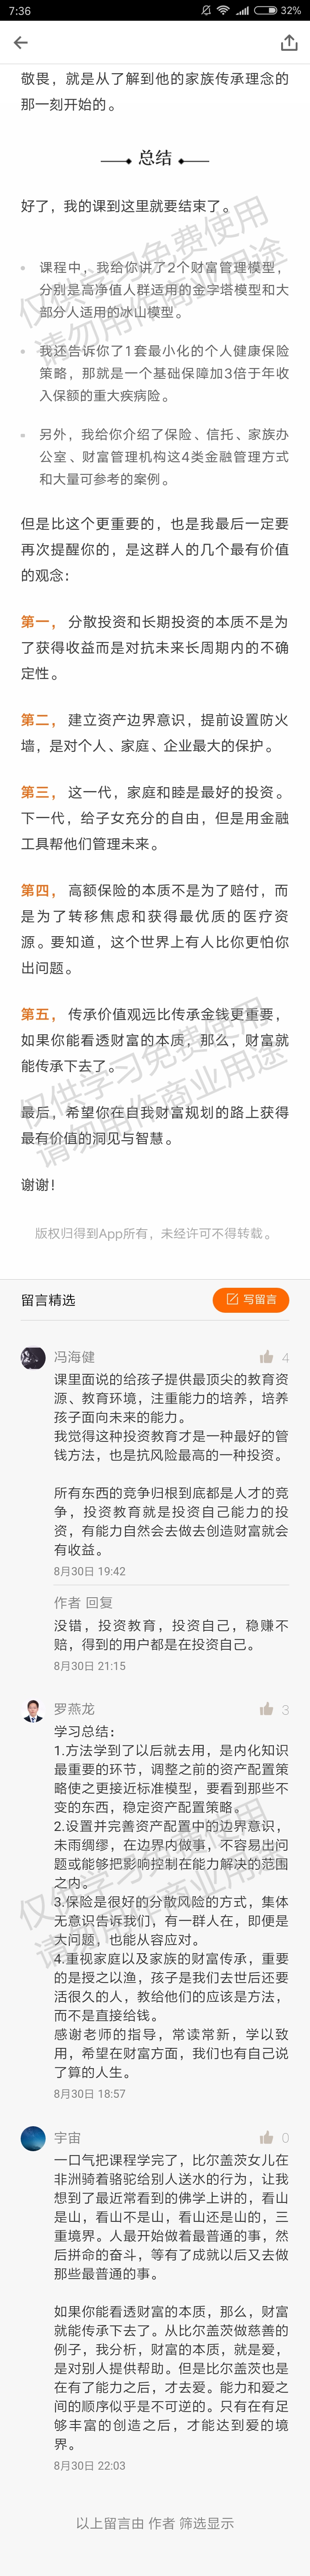 7:36
32%
敬畏，就是从了解到他的家族传承理念的
那一刻开始的。
总结
好了，我的课到这里就要结束了。
课程中，我给你讲了2个财富管理模型，
分别是高净值人群适用的金字塔模型和大
部分人适用的冰山模型。
我还告诉你了1套最小化的个人健康保险
策略，那就是一个基础保障加3倍于年收
入保额的重大疾病险。
另外，我给你介绍了保险、信托、家族办
公室、财富管理机构这4类金融管理方式
和大量可参考的案例。
但是比这个更重要的，也是我最后一定要
再次提醒你的，是这群人的几个最有价值
的观念：
第一，分散投资和长期投资的本质不是为
了获得收益而是对抗未来长周期内的不确
定性。
第二，建立资产边界意识，提前设置防火
墙，是对个人、家庭、企业最大的保护。
第三，这一代，家庭和睦是最好的投资。
下一代，给子女充分的自由，但是用金融
工具帮他们管理未来。
第四，高额保险的本质不是为了赔付，而
是为了转移焦虑和获得最优质的医疗资
源。要知道，这个世界上有人比你更怕你
出问题。
第五，传承价值观远比传承金钱更重要，
如果你能看透财富的本质，那么，财富就
能传承下去了。
最后，希望你在自我财富规划的路上获得
最有价值的洞见与智慧。
谢谢！
版权归得到App所有，未经许可不得转载。
仅供学习免费使用
请勿用作商业用途
仅供学习免费使用
请勿用作商业用途
留言精选
写留言
冯海健
4
课里面说的给孩子提供最顶尖的教育资
源、教育环境，注重能力的培养，培养
孩子面向未来的能力。
我觉得这种投资教育才是一种最好的管
钱方法，也是抗风险最高的一种投资。
所有东西的竞争归根到底都是人才的竞
争，投资教育就是投资自己能力的投
资，有能力自然会去做去创造财富就会
有收益。
8月30日 19:42
作者 回复
没错，投资教育，投资自己，稳赚不
赔，得到的用户都是在投资自己。
8月30日 21:15
罗燕龙
3
学习总结：
1.方法学到了以后就去用，是内化知识
最重要的环节，调整之前的资产配置策
略使之更接近标准模型，要看到那些不
变的东西，稳定资产配置策略。
2.设置并完善资产配置中的边界意识，
未雨绸缪，在边界内做事，不容易出问
题或能够把影响控制在能力解决的范围
之内。
3.保险是很好的分散风险的方式，集体
无意识告诉我们，有一群人在，即便是
大问题，也能从容应对。
4.重视家庭以及家族的财富传承，重要
的是授之以渔，孩子是我们去世后还要
活很久的人，教给他们的应该是方法，
而不是直接给钱。
感谢老师的指导，常读常新，学以致
用，希望在财富方面，我们也有自己说
了算的人生。
8月30日 18:57
仅供学习免费使用
请勿用作商业用途
宇宙
0
一口气把课程学完了，比尔盖茨女儿在
非洲骑着骆驼给别人送水的行为，让我
想到了最近常看到的佛学上讲的，看山
是山，看山不是山，看山还是山的，三
重境界。人最开始做着最普通的事，然
后拼命的奋斗，等有了成就以后又去做
那些最普通的事。
如果你能看透财富的本质，那么，财富
就能传承下去了。从比尔盖茨做慈善的
例子，我分析，财富的本质，就是爱，
是对别人提供帮助。但是比尔盖茨也是
在有了能力之后，才去爱。能力和爱之
间的顺序似乎是不可逆的。只有在有足
够丰富的创造之后，才能达到爱的境
界。
8月30日 22:03
以上留言由 作者 筛选显示